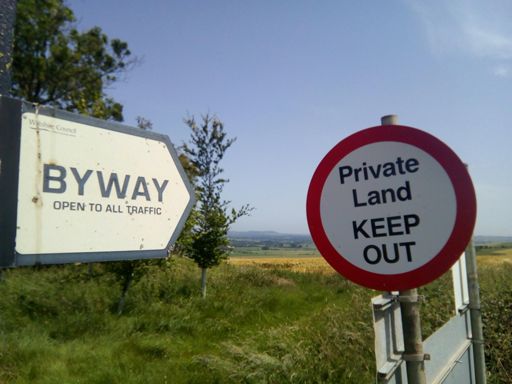 Wiltshire Council
BYWAY
OPEN TO ALL TRAFFIC
Private
Land
KEEP
OUT